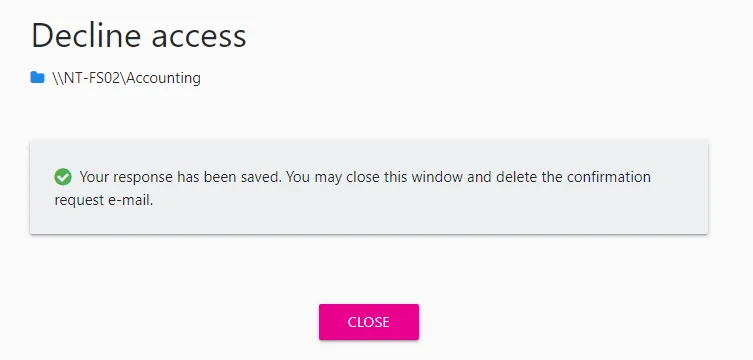 Decline access
\\NT-FS02\Accounting
Your response has been saved. You may close this window and delete the confirmation
request e-mail.
CLOSE